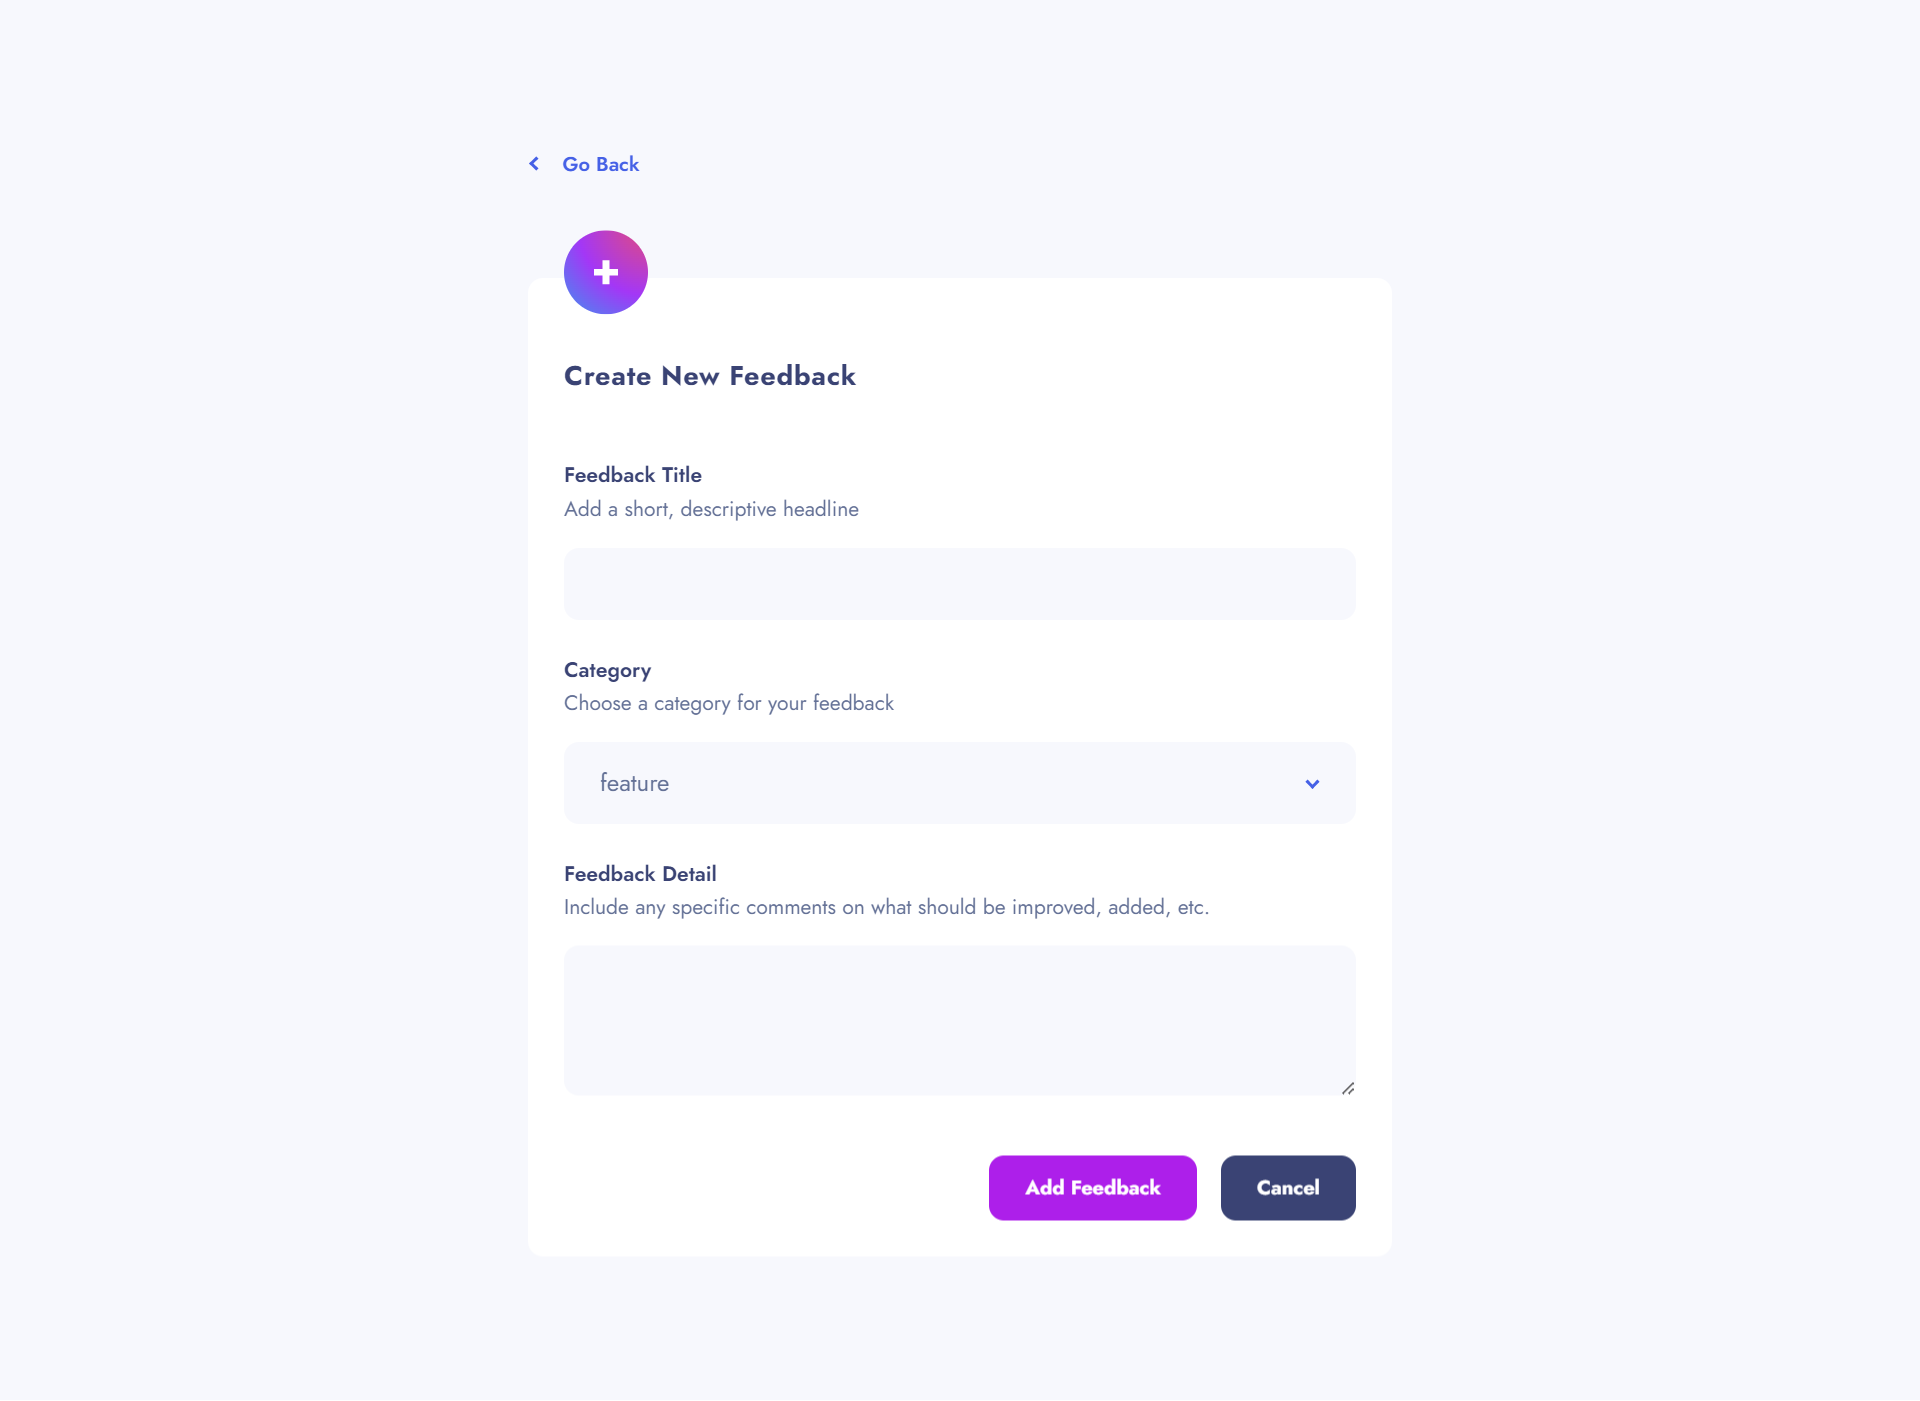 Go Back
Create New Feedback
Feedback Title
Add a short, descriptive headline
Category
Choose a category for your feedback
feature
Feedback Detail
Include any specific comments on what should be improved, added, etc.
Add Feedback
Cancel